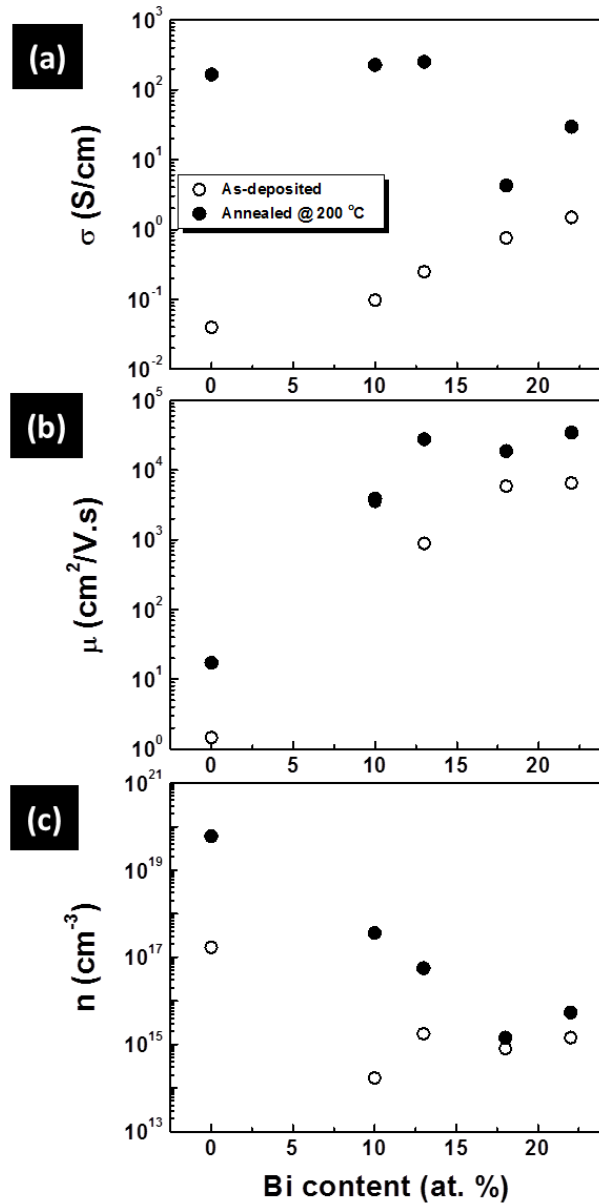 (a)
σ (S/cm)
10³
10²
10¹
10⁰
10⁻¹
10⁻²
As-deposited
Annealed @ 200 °C
0 5 10 15 20
(b)
μ (cm²/V.s)
10⁵
10⁴
10³
10²
10¹
10⁰
0 5 10 15 20
(c)
n (cm⁻³)
10²¹
10¹⁹
10¹⁷
10¹⁵
10¹³
0 5 10 15 20
Bi content (at. %)